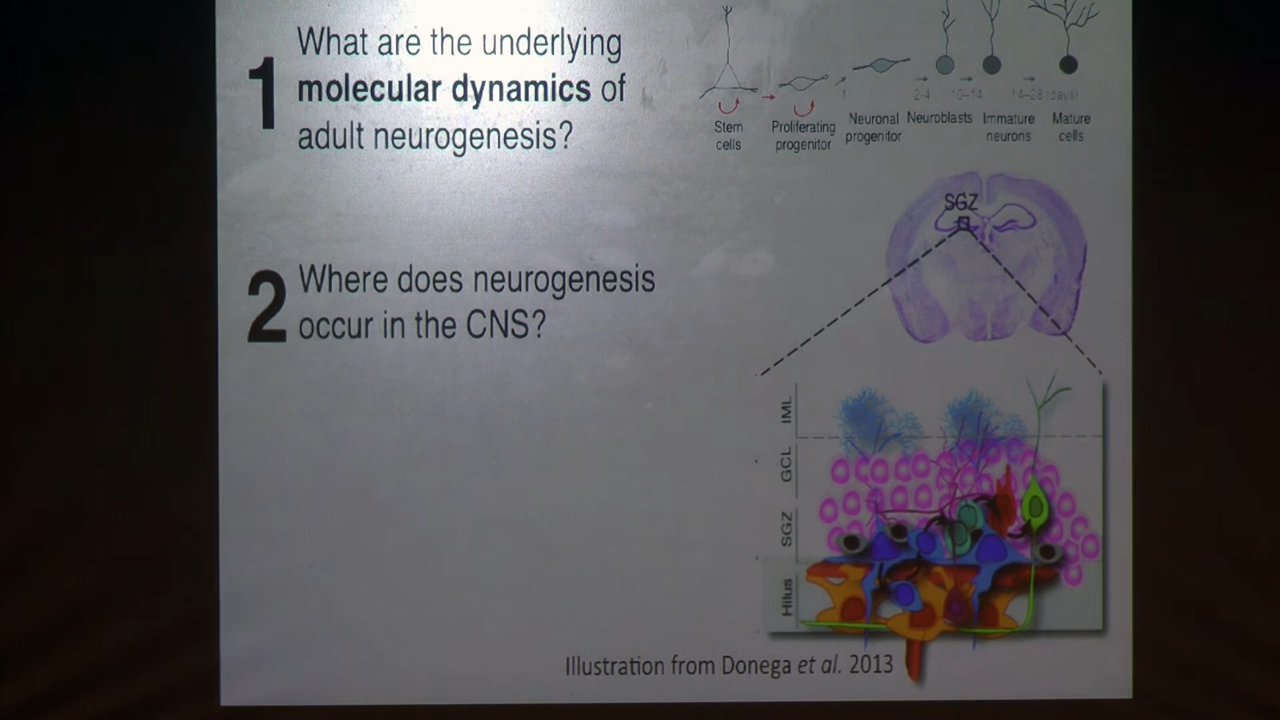 1
What are the underlying
molecular dynamics of
adult neurogenesis?
1
2-4
10-14
14-28 (days)
Stem
cells
Proliferating
progenitor
Neuronal
progenitor
Neuroblasts
Immature
neurons
Mature
cells
SGZ
2
Where does neurogenesis
occur in the CNS?
IML
GCL
SGZ
Hilus
Illustration from Donega et al. 2013